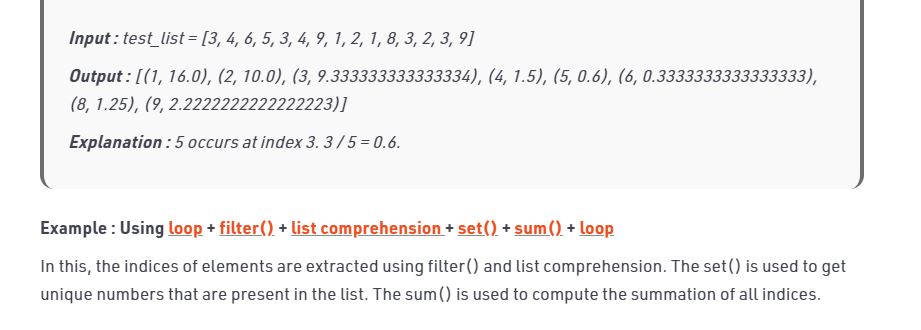 Input : test_list = [3, 4, 6, 5, 3, 4, 9, 1, 2, 1, 8, 3, 2, 3, 9]
Output : [(1, 16.0), (2, 10.0), (3, 9.333333333333334), (4, 1.5), (5, 0.6), (6, 0.3333333333333333),
(8, 1.25), (9, 2.2222222222222223)]
Explanation : 5 occurs at index 3. 3 / 5 = 0.6.
Example : Using loop + filter() + list comprehension + set() + sum() + loop
In this, the indices of elements are extracted using filter() and list comprehension. The set() is used to get
unique numbers that are present in the list. The sum() is used to compute the summation of all indices.